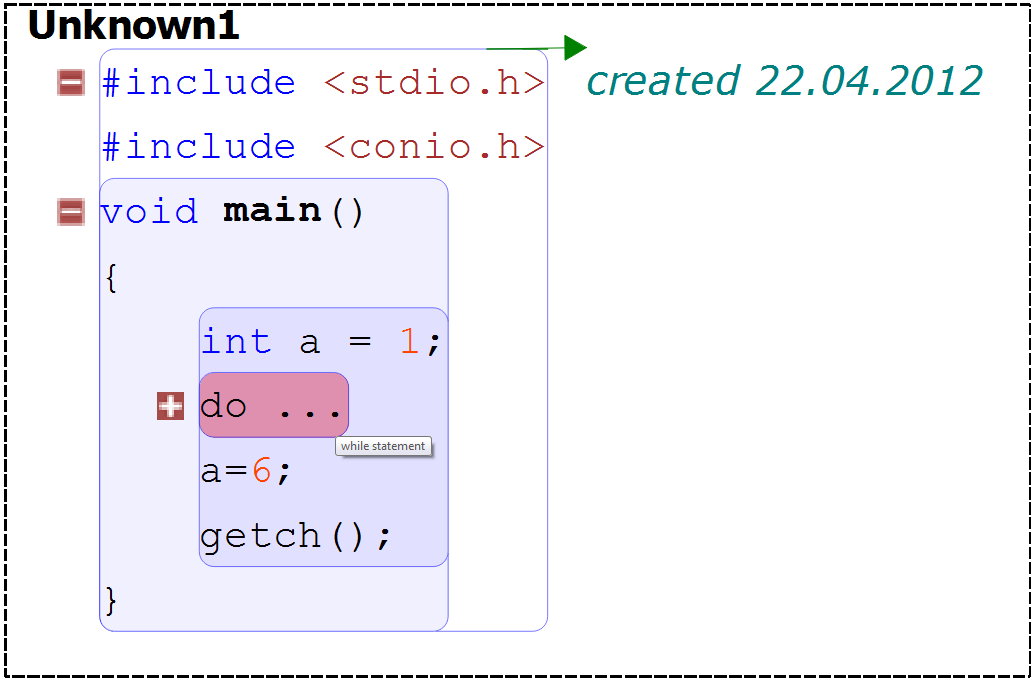 Unknown1
#include <stdio.h>
created 22.04.2012
#include <conio.h>
void main()
{
int a = 1;
do ...
while statement
a=6;
getch();
}